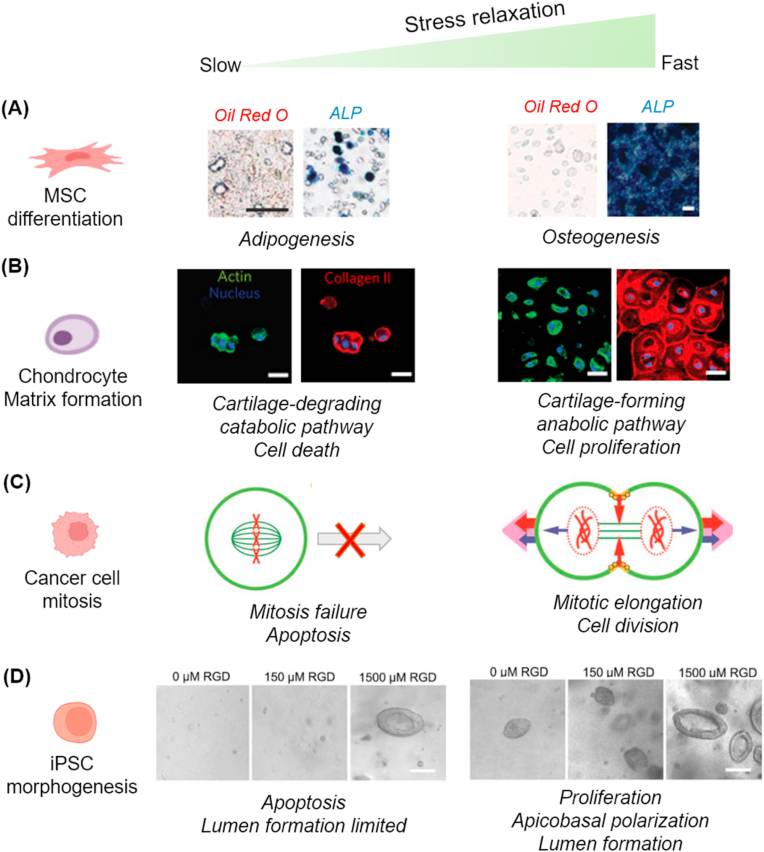 Stress relaxation
Slow
Fast
(A)
Oil Red O
ALP
Oil Red O
ALP
MSC
differentiation
Adipogenesis
Osteogenesis
(B)
Actin
Nucleus
Collagen II
Chondrocyte
Matrix formation
Cartilage-degrading
catabolic pathway
Cell death
Cartilage-forming
anabolic pathway
Cell proliferation
(C)
Cancer cell
mitosis
Mitosis failure
Apoptosis
Mitotic elongation
Cell division
(D)
0 µM RGD
150 µM RGD
1500 µM RGD
0 µM RGD
150 µM RGD
1500 µM RGD
iPSC
morphogenesis
Apoptosis
Lumen formation limited
Proliferation
Apicobasal polarization
Lumen formation